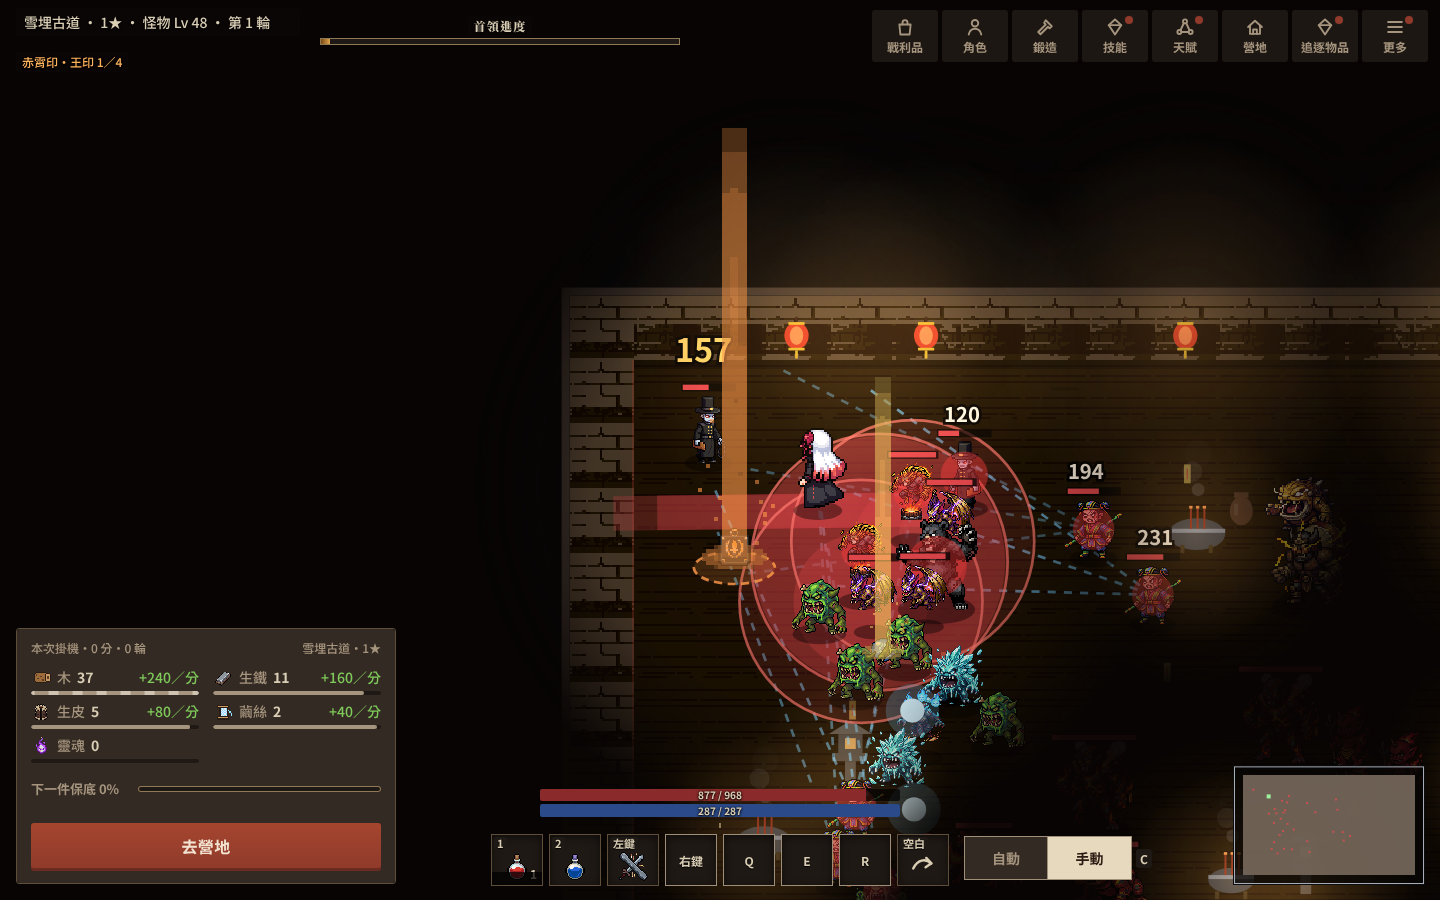 雪埋古道 · 1★ · 怪物 Lv 48 · 第 1 輪
首領進度
戰利品
角色
鍛造
技能
天賦
營地
追逐物品
更多
赤霄印·王印 1／4
157
120
194
231
本次掛機·0 分·0 輪
雪埋古道·1★
木 37 +240／分
生鐵 11 +160／分
生皮 5 +80／分
繭絲 2 +40／分
靈魂 0
下一件保底 0%
去營地
877 / 968
287 / 287
1
1
2
左鍵
右鍵
Q
E
R
空白
自動
手動
C